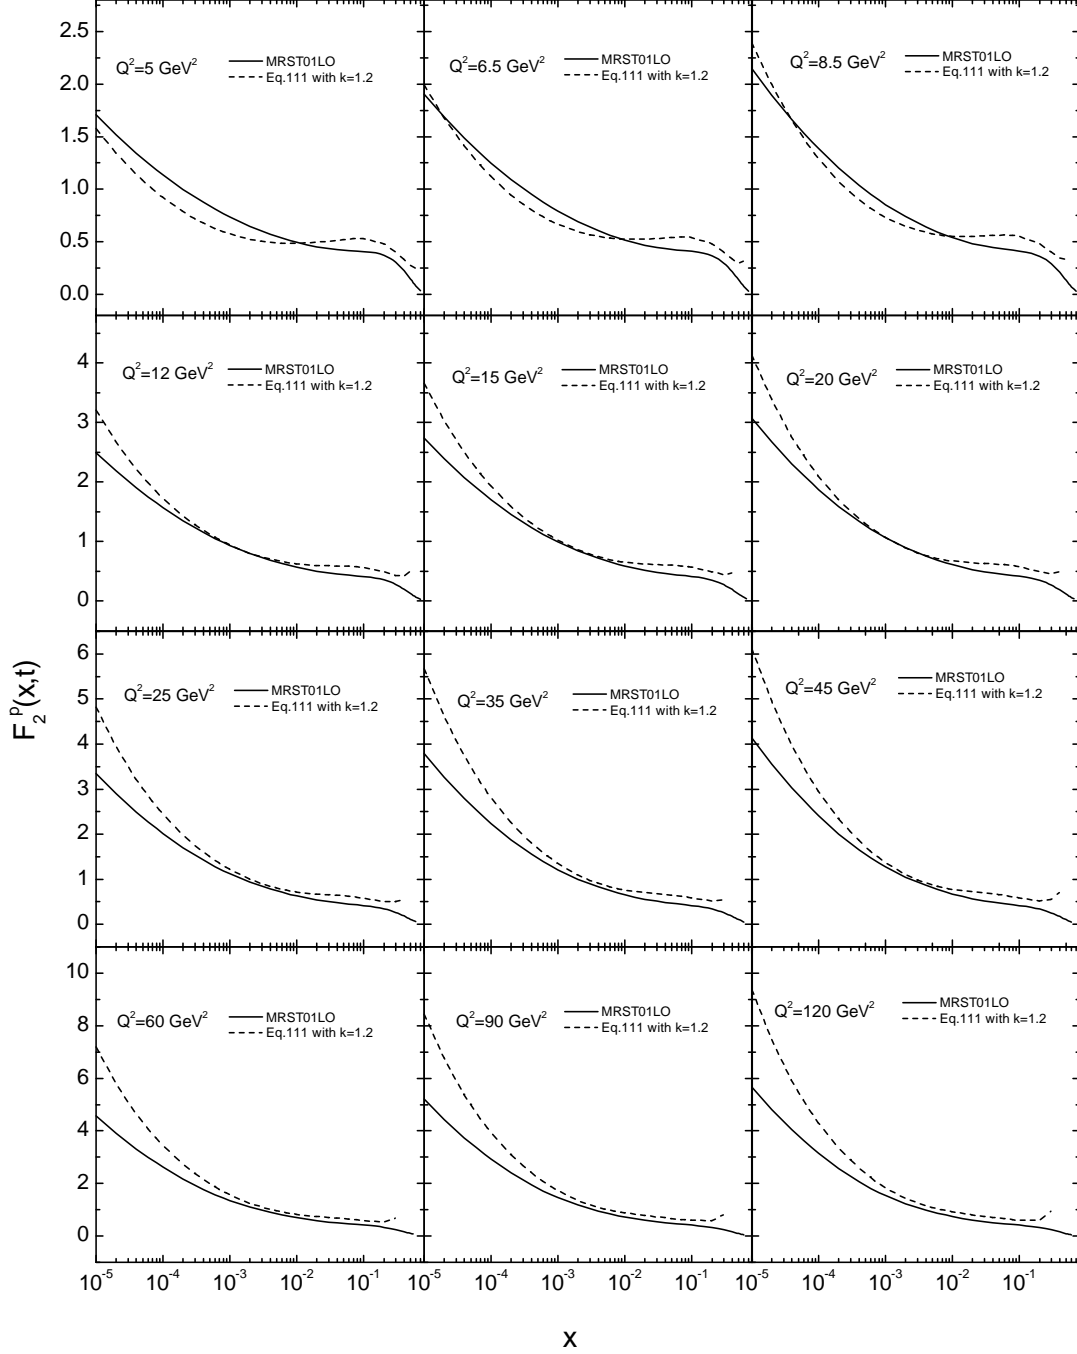 2.5
2.0
1.5
1.0
0.5
0.0
Q²=5 GeV²
MRST01LO
Eq.111 with k=1.2
Q²=6.5 GeV²
MRST01LO
Eq.111 with k=1.2
Q²=8.5 GeV²
MRST01LO
Eq.111 with k=1.2
4
3
2
1
0
Q²=12 GeV²
MRST01LO
Eq.111 with k=1.2
Q²=15 GeV²
MRST01LO
Eq.111 with k=1.2
Q²=20 GeV²
MRST01LO
Eq.111 with k=1.2
F₂ᵖ(x,t)
6
5
4
3
2
1
0
Q²=25 GeV²
MRST01LO
Eq.111 with k=1.2
Q²=35 GeV²
MRST01LO
Eq.111 with k=1.2
Q²=45 GeV²
MRST01LO
Eq.111 with k=1.2
10
8
6
4
2
0
Q²=60 GeV²
MRST01LO
Eq.111 with k=1.2
Q²=90 GeV²
MRST01LO
Eq.111 with k=1.2
Q²=120 GeV²
MRST01LO
Eq.111 with k=1.2
10⁻⁵ 10⁻⁴ 10⁻³ 10⁻² 10⁻¹ 10⁻⁵ 10⁻⁴ 10⁻³ 10⁻² 10⁻¹ 10⁻⁵ 10⁻⁴ 10⁻³ 10⁻² 10⁻¹
x